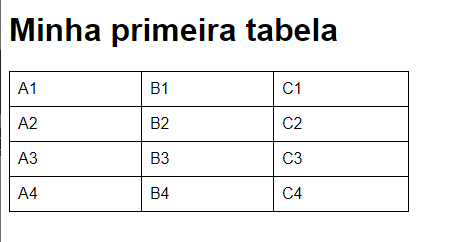 Minha primeira tabela
A1 B1 C1
A2 B2 C2
A3 B3 C3
A4 B4 C4